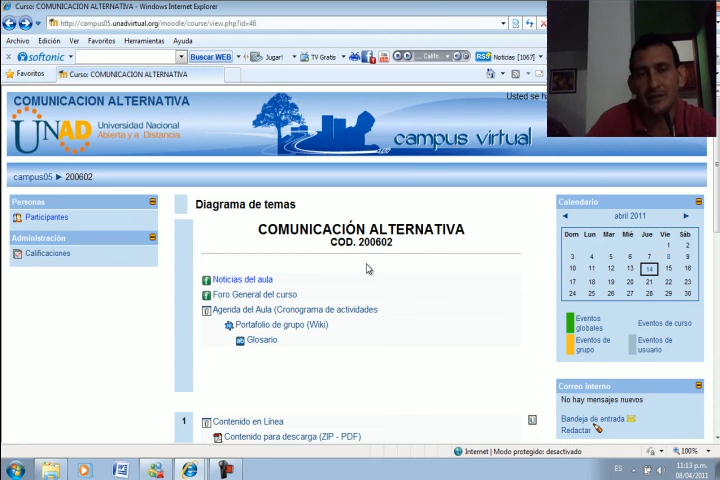 Curso: COMUNICACION ALTERNATIVA - Windows Internet Explorer
http://campus05.unadvirtual.org/moodle/course/view.php?id=46
Archivo Edición Ver Favoritos Herramientas Ayuda
x softonic Buscar WEB Jugar! TV Gratis Califo RSS Noticias [1067]
Favoritos Curso: COMUNICACION ALTERNATIVA
COMUNICACION ALTERNATIVA
Usted se ha
UNAD Universidad Nacional
Abierta y a Distancia
campus virtual
campus05 ► 200602
Personas
Participantes
Administración
Calificaciones
Diagrama de temas
COMUNICACIÓN ALTERNATIVA
COD. 200602
Noticias del aula
Foro General del curso
Agenda del Aula (Cronograma de actividades
Portafolio de grupo (Wiki)
Glosario
1 Contenido en Línea
Contenido para descarga (ZIP - PDF)
Calendario
◄ abril 2011 ►
Dom Lun Mar Mié Jue Vie Sáb
1 2
3 4 5 6 7 8 9
10 11 12 13 14 15 16
17 18 19 20 21 22 23
24 25 26 27 28 29 30
Eventos globales
Eventos de curso
Eventos de grupo
Eventos de usuario
Correo interno
No hay mensajes nuevos
Bandeja de entrada
Redactar
Internet | Modo protegido: desactivado
100%
ES
11:13 p.m.
08/04/2011